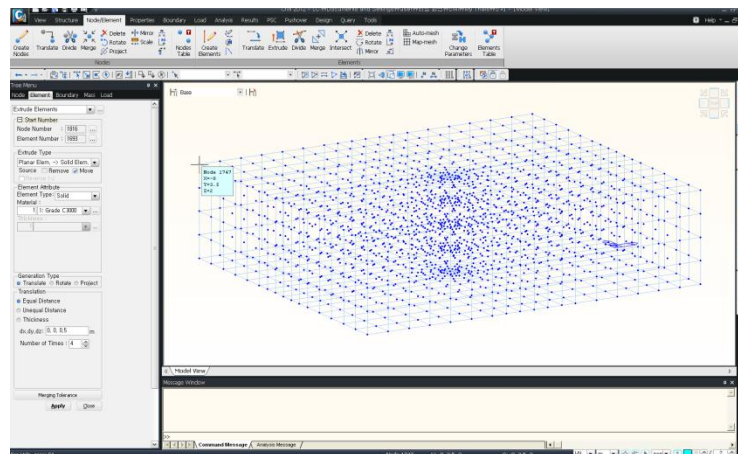 View Structure Node/Element Properties Boundary Load Analysis Results PSC Pushover Design Query Tools
Help
Create Nodes Translate Divide Merge Delete Rotate Project Mirror Scale Nodes Table Create Elements Translate Extrude Divide Merge Intersect Delete Rotate Mirror Auto-mesh Map-mesh Change Parameters Elements Table
Nodes Elements
Tree Menu
Node Element Boundary Mass Load
Base
Extrude Elements
Start Number
Node Number : 1816
Element Number : 1693
Extrude Type
Planar Elem. -> Solid Elem.
Source Remove Move
Element Attribute
Element Type: Solid
Material :
1 1: Grade C3000
Thickness
1
Generation Type
Translate Rotate Project
Translation
Equal Distance
Unequal Distance
Thickness
dx,dy,dz: 0, 0, 0.5 m
Number of Times : 4
Merging Tolerance
Apply Close
Node 2767
Model View
Message Window
>>
Command Message Analysis Message